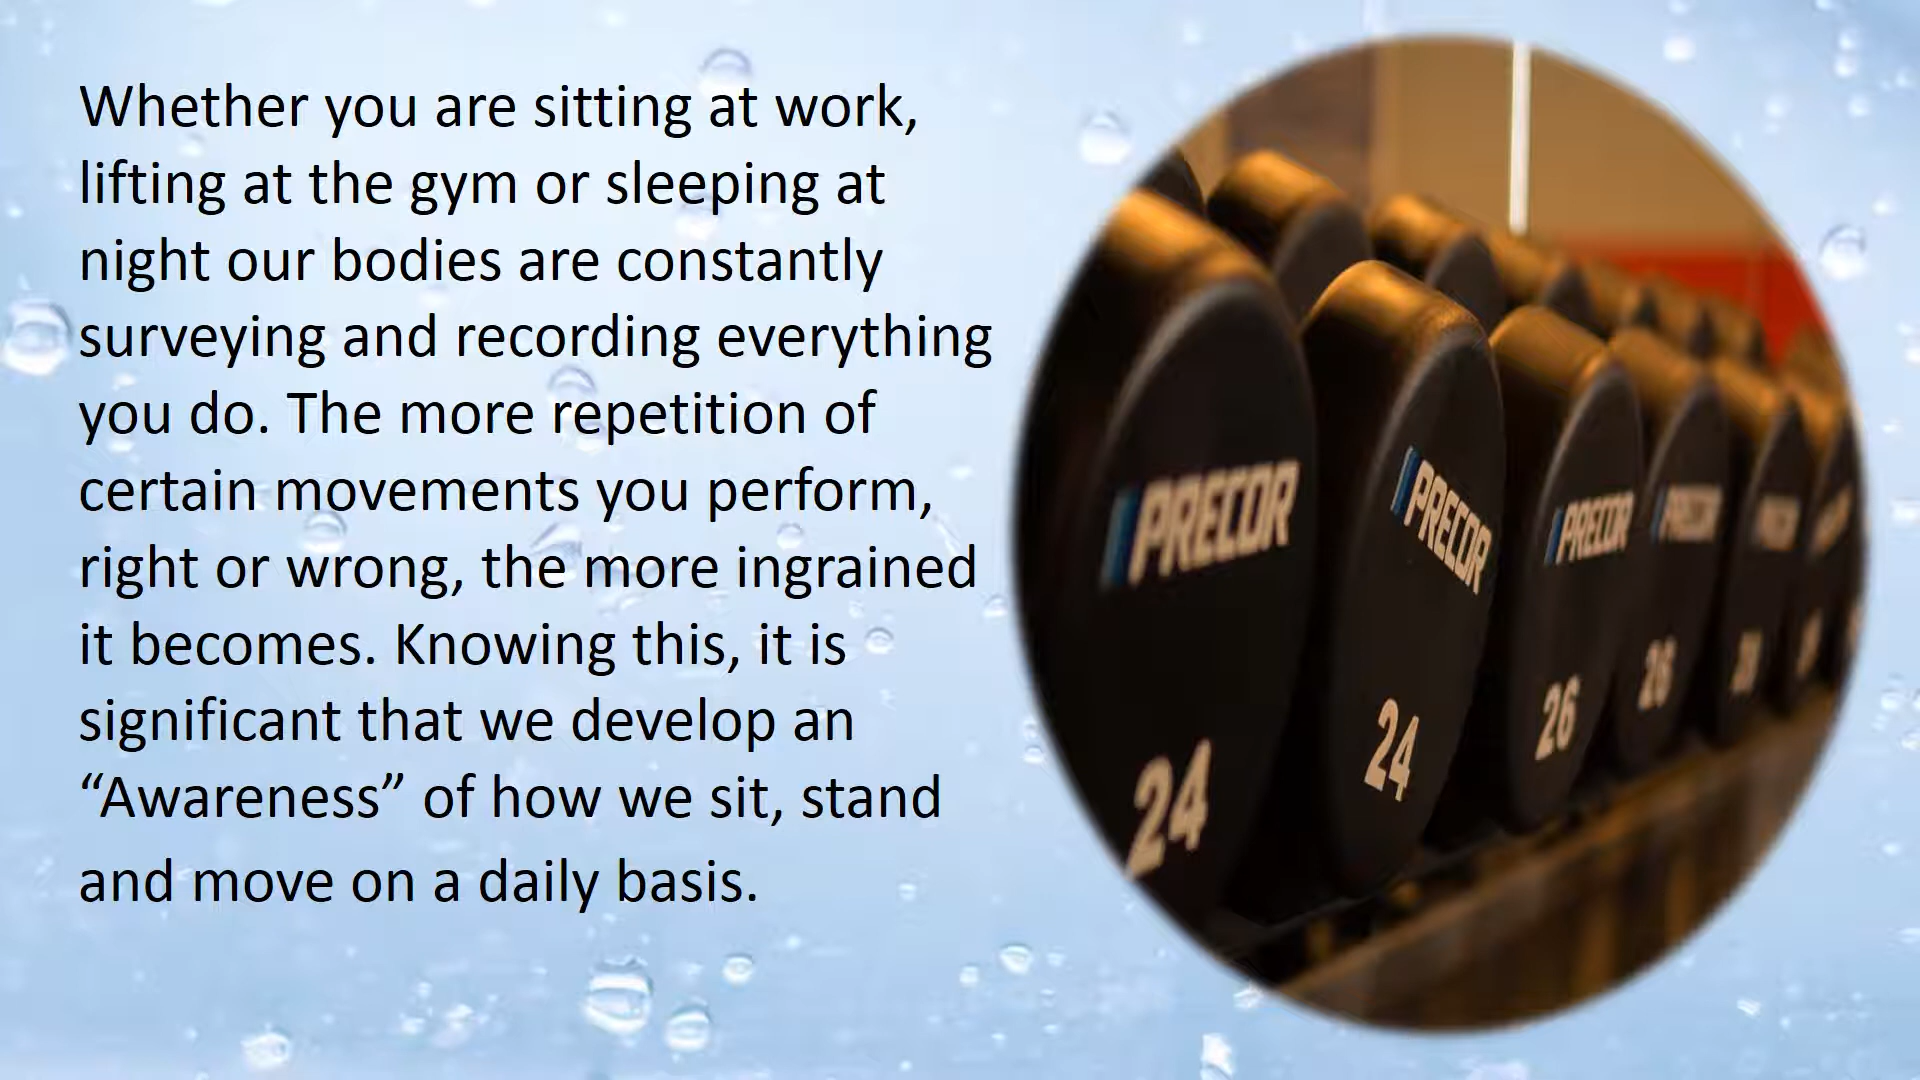 Whether you are sitting at work,
lifting at the gym or sleeping at
night our bodies are constantly
surveying and recording everything
you do. The more repetition of
certain movements you perform,
right or wrong, the more ingrained
it becomes. Knowing this, it is
significant that we develop an
“Awareness” of how we sit, stand
and move on a daily basis.
PRECOR
24
PRECOR
24
PRECOR
26
PRECOR
26